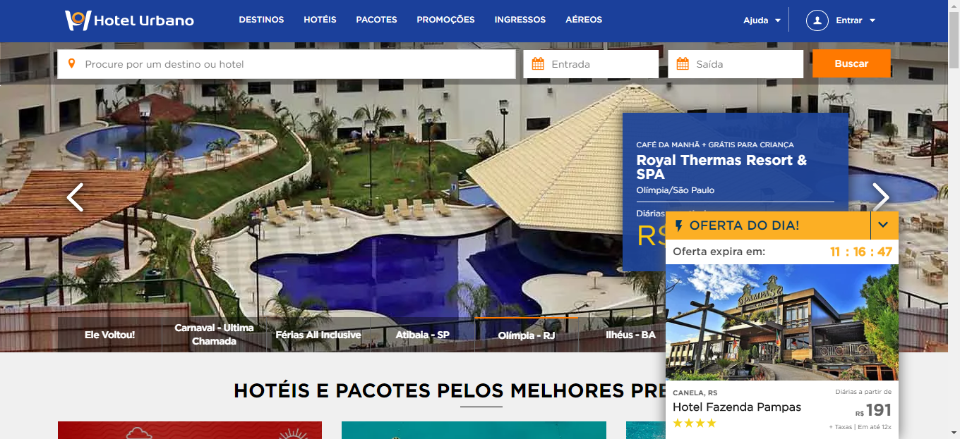 Hotel Urbano
DESTINOS HOTÉIS PACOTES PROMOÇÕES INGRESSOS AÉREOS
Ajuda Entrar
Procure por um destino ou hotel
Entrada
Saída
Buscar
CAFÉ DA MANHÃ + GRÁTIS PARA CRIANÇA
Royal Thermas Resort &
SPA
Olímpia/São Paulo
Diárias
R$
OFERTA DO DIA!
Oferta expira em: 11 : 16 : 47
Ele Voltou!
Carnaval - Última
Chamada
Férias All Inclusive
Atibaia - SP
Olímpia - RJ
Ilhéus - BA
HOTÉIS E PACOTES PELOS MELHORES PRE
CANELA, RS
Hotel Fazenda Pampas
Diárias a partir de
R$ 191
+ Taxas | Em até 12x